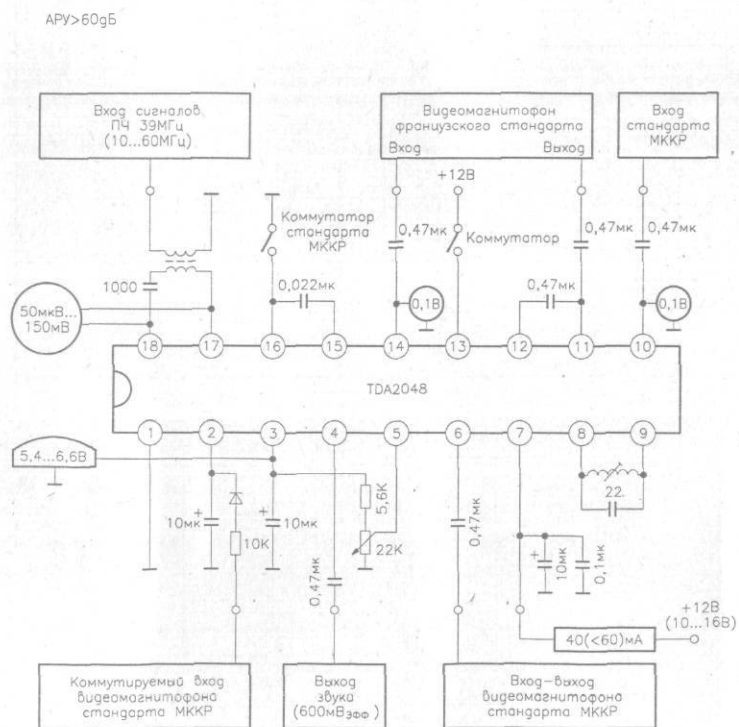 АРУ>60дБ
Вход сигналов
ПЧ 39МГц
(10...60МГц)
Видеомагнитофон
французского стандарта
Вход
Выход
Вход
стандарта
МККР
+12В
Коммутатор
стандарта
МККР
0,47мк
Коммутатор
0,47мк
0,47мк
1000
0,022мк
0,47мк
50мкВ...
150мВ
0,1В
0,1В
18
17
16
15
14
13
12
11
10
TDA2048
1
2
3
4
5
6
7
8
9
5,4...6,6В
10мк
+
10К
+
10мк
0,47мк
5,6К
22К
0,47мк
+
10мк
0,1мк
22
+12В
(10...16В)
40(<60)мА
Коммутируемый вход
видеомагнитофона
стандарта МККР
Выход
звука
(600мВэфф)
Вход-выход
видеомагнитофона
стандарта МККР